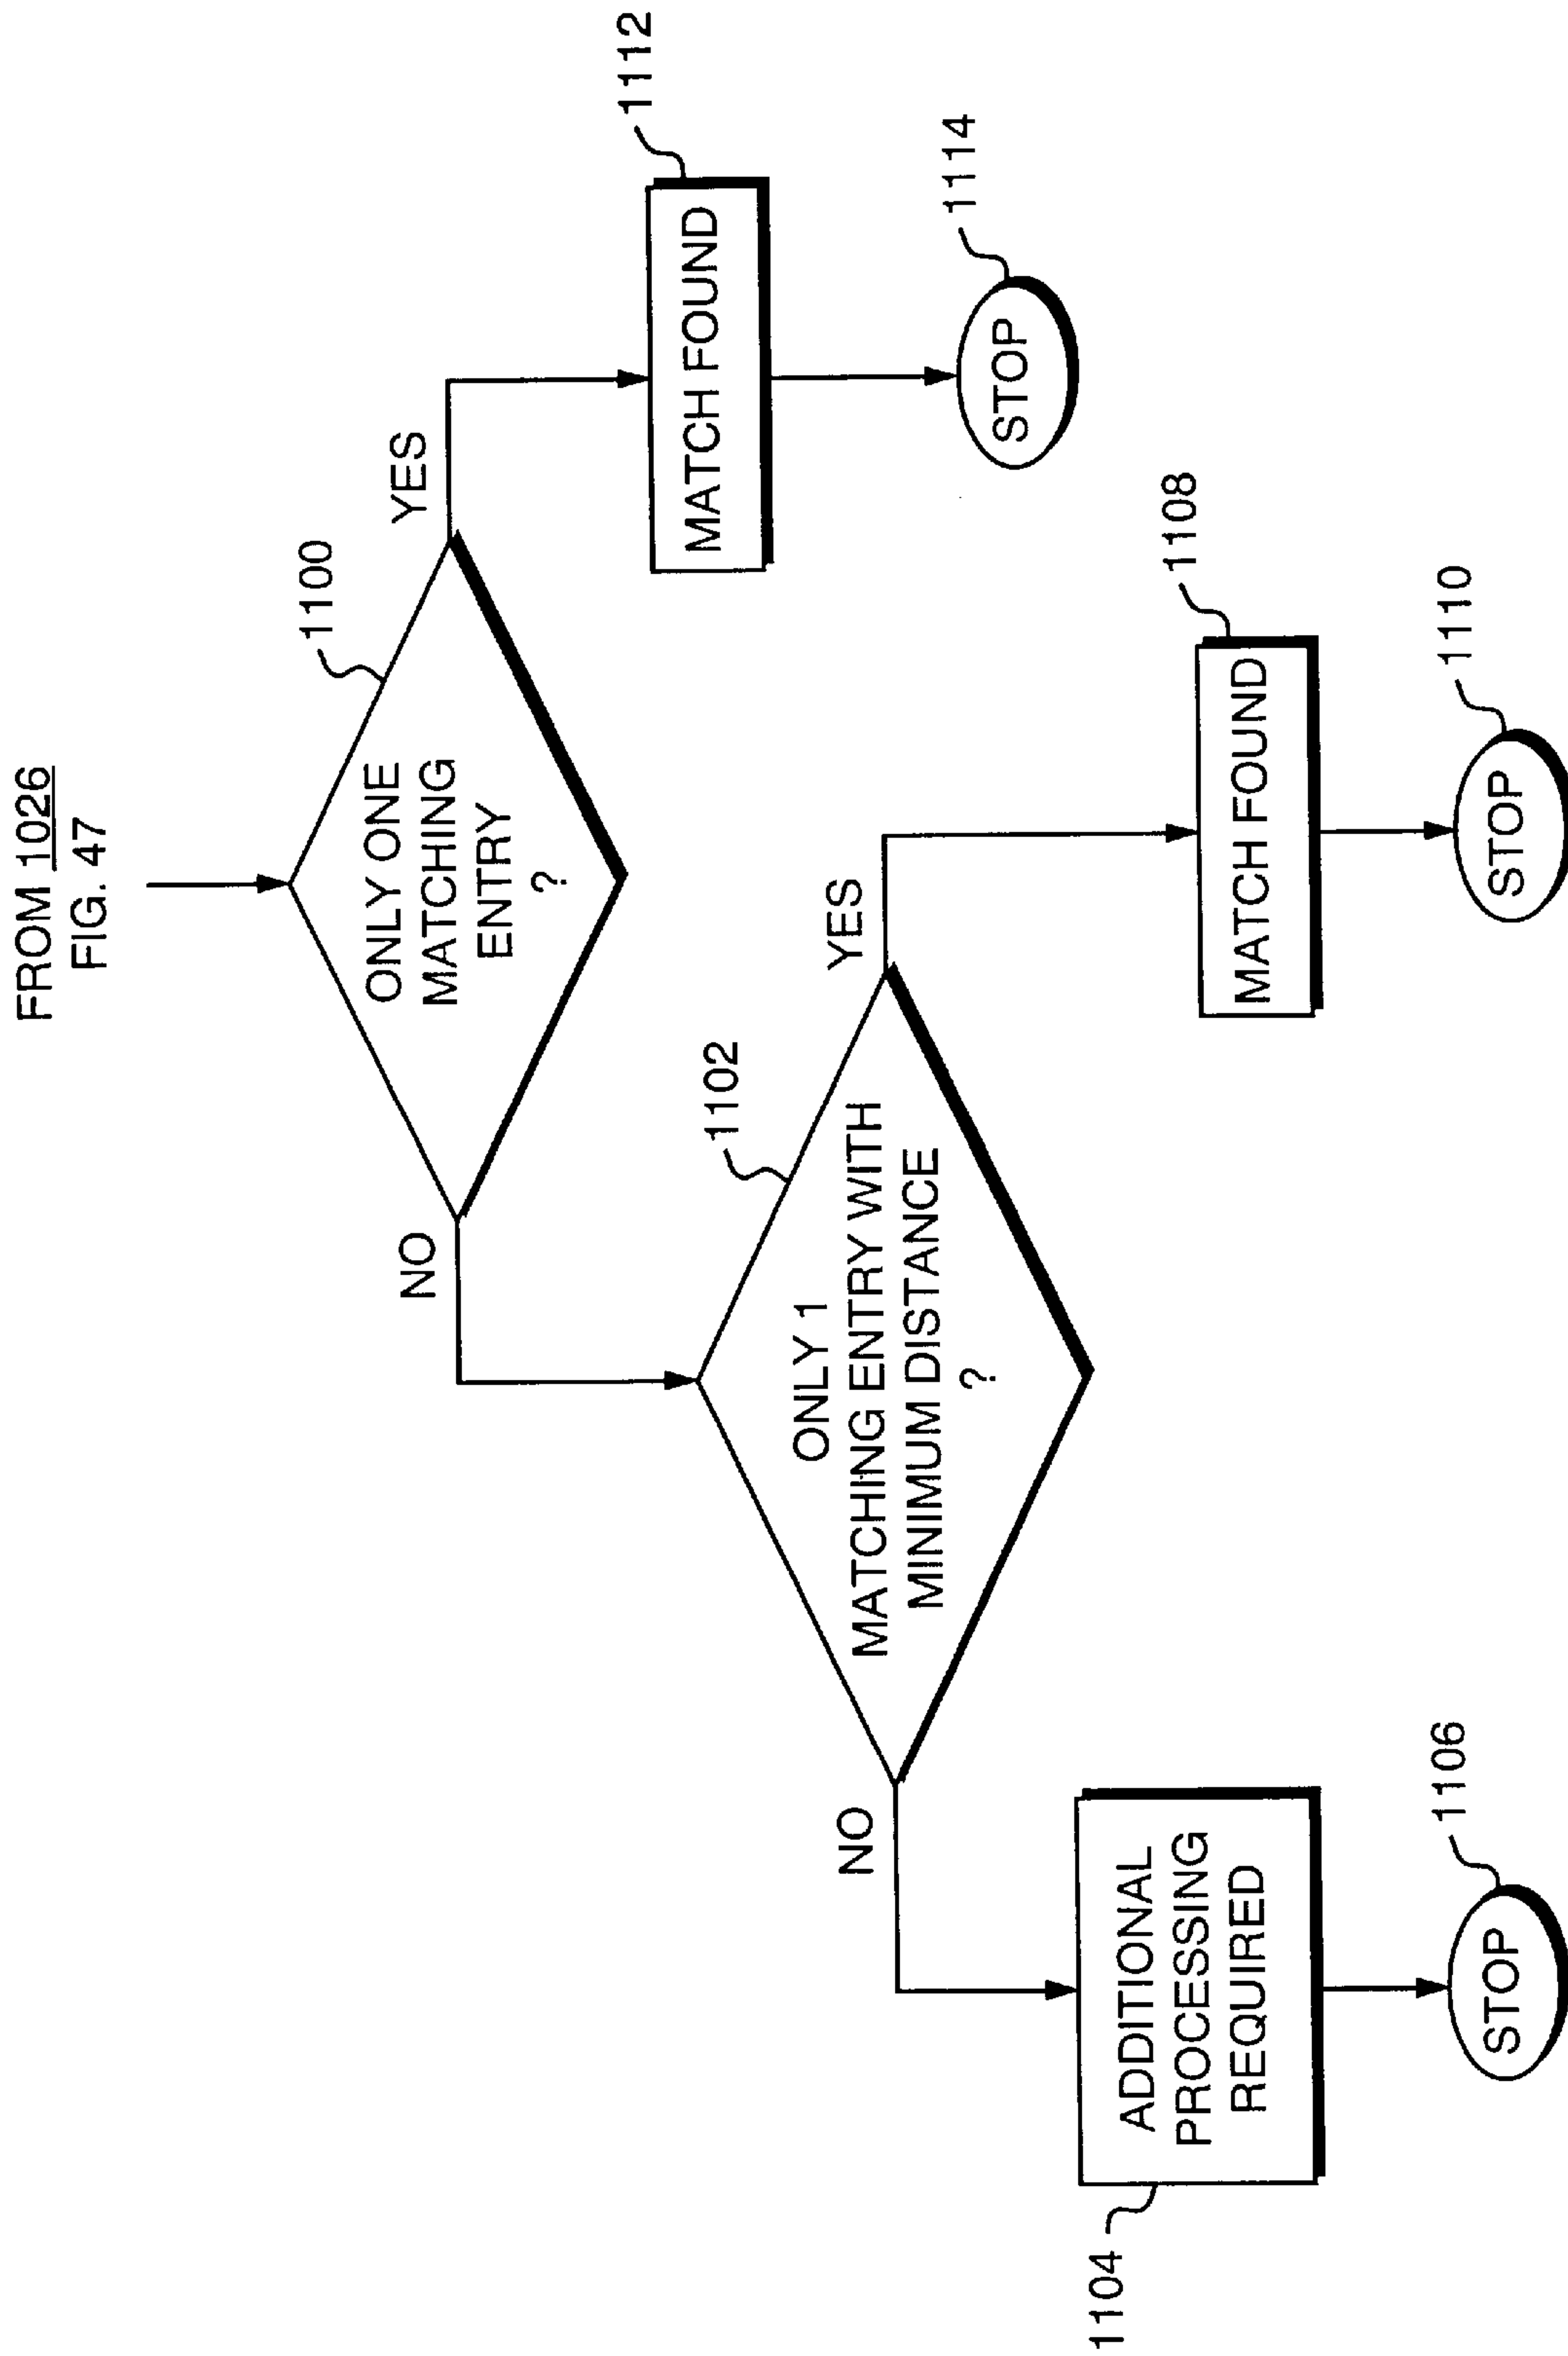 FROM 1026
FIG. 47
1100
ONLY ONE
MATCHING
ENTRY
?
YES
NO
1112
MATCH FOUND
1114
STOP
1102
ONLY 1
MATCHING ENTRY WITH
MINIMUM DISTANCE
?
YES
NO
1108
MATCH FOUND
1110
STOP
1104
ADDITIONAL
PROCESSING
REQUIRED
1106
STOP